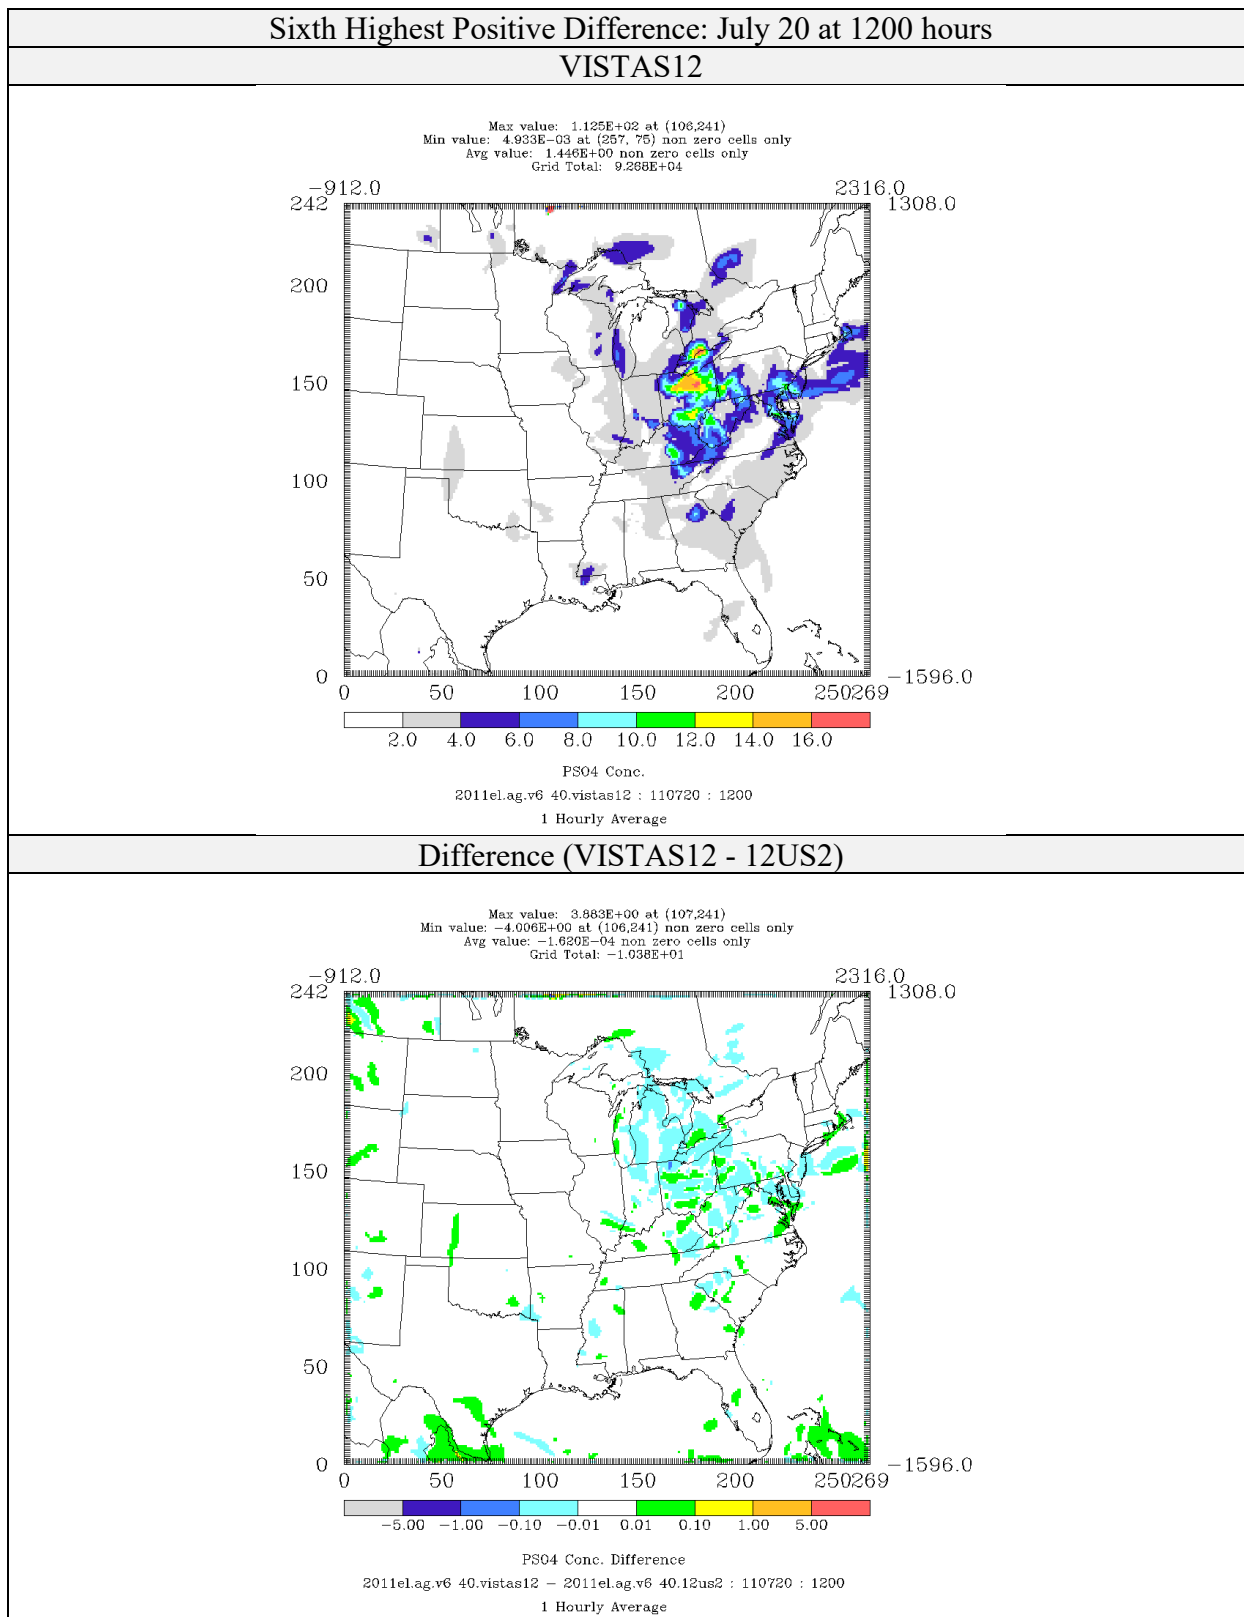 Sixth Highest Positive Difference: July 20 at 1200 hours
VISTAS12
Max value: 1.125E+02 at (106,241)
Min value: 4.933E-03 at (257, 75) non zero cells only
Avg value: 1.446E+00 non zero cells only
Grid Total: 9.268E+04
-912.0 2316.0
242 1308.0
200
150
100
50
0 -1596.0
0 50 100 150 200 250269
2.0 4.0 6.0 8.0 10.0 12.0 14.0 16.0
PSO4 Conc.
2011el.ag.v6 40.vistas12 : 110720 : 1200
1 Hourly Average
Difference (VISTAS12 - 12US2)
Max value: 3.883E+00 at (107,241)
Min value: -4.006E+00 at (106,241) non zero cells only
Avg value: -1.620E-04 non zero cells only
Grid Total: -1.038E+01
-912.0 2316.0
242 1308.0
200
150
100
50
0 -1596.0
0 50 100 150 200 250269
-5.00 -1.00 -0.10 -0.01 0.01 0.10 1.00 5.00
PSO4 Conc. Difference
2011el.ag.v6 40.vistas12 - 2011el.ag.v6 40.12us2 : 110720 : 1200
1 Hourly Average